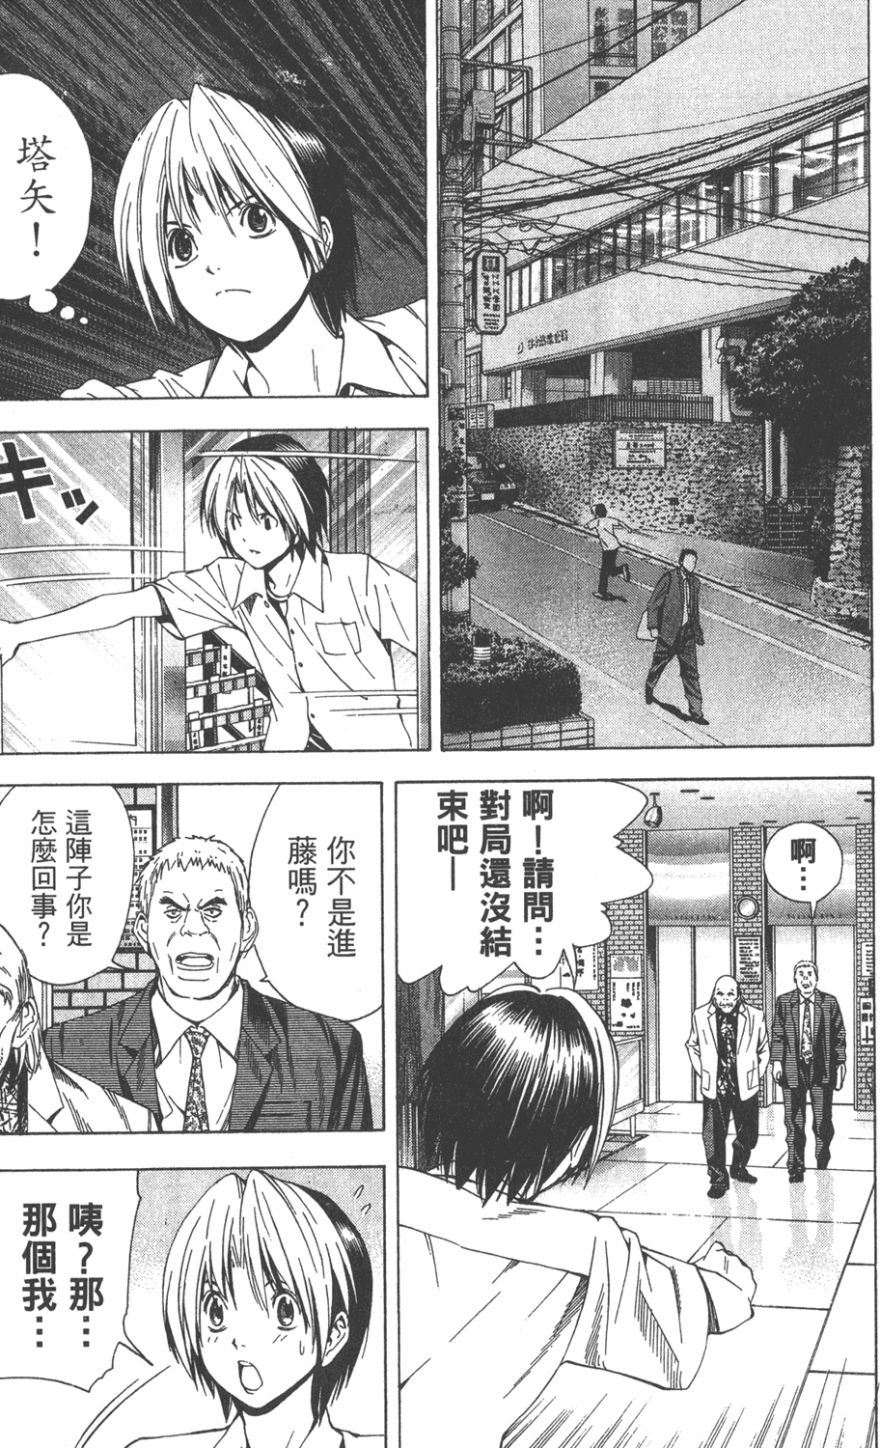 塔矢！
キッ
啊…
啊！請問…
對局還沒結
束吧—
你不是進
藤嗎？
這陣子你是
怎麼回事？
咦？那…
那個我…